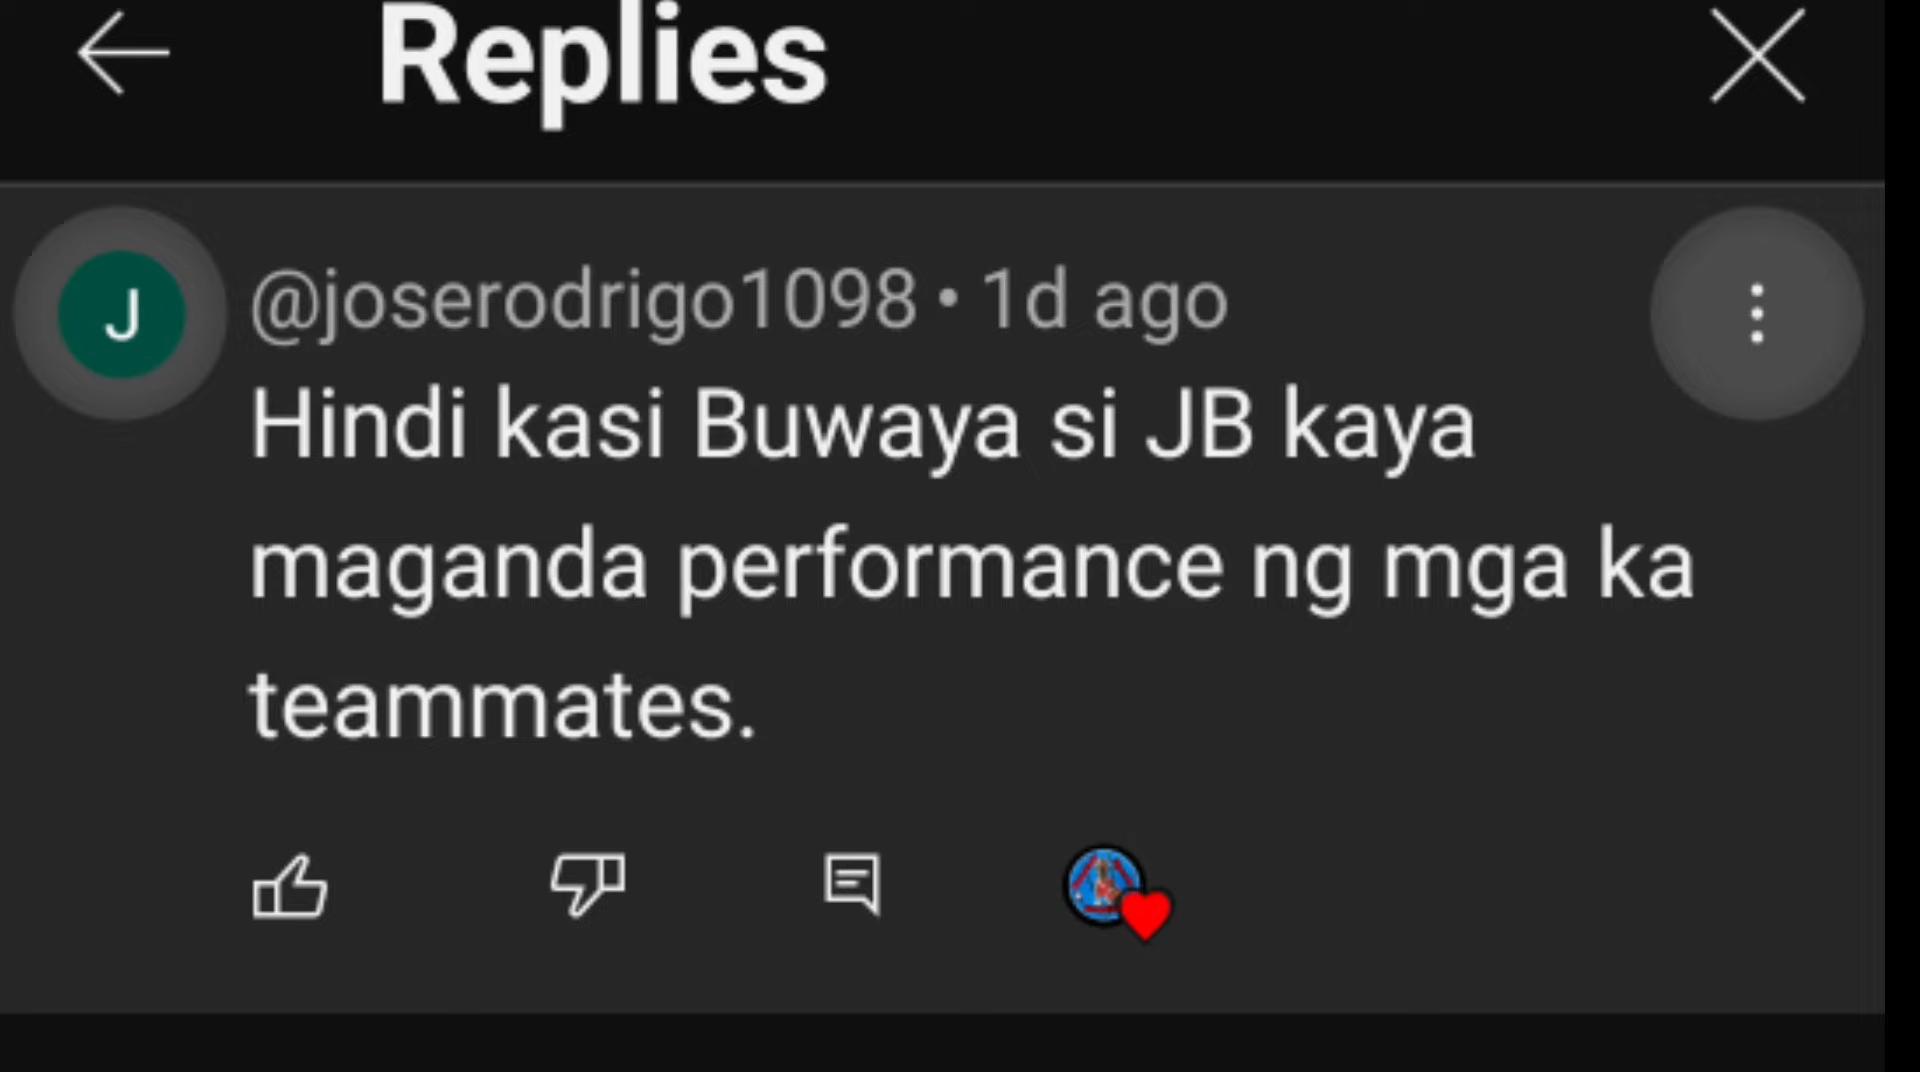 Replies
@joserodrigo1098 • 1d ago
Hindi kasi Buwaya si JB kaya
maganda performance ng mga ka
teammates.